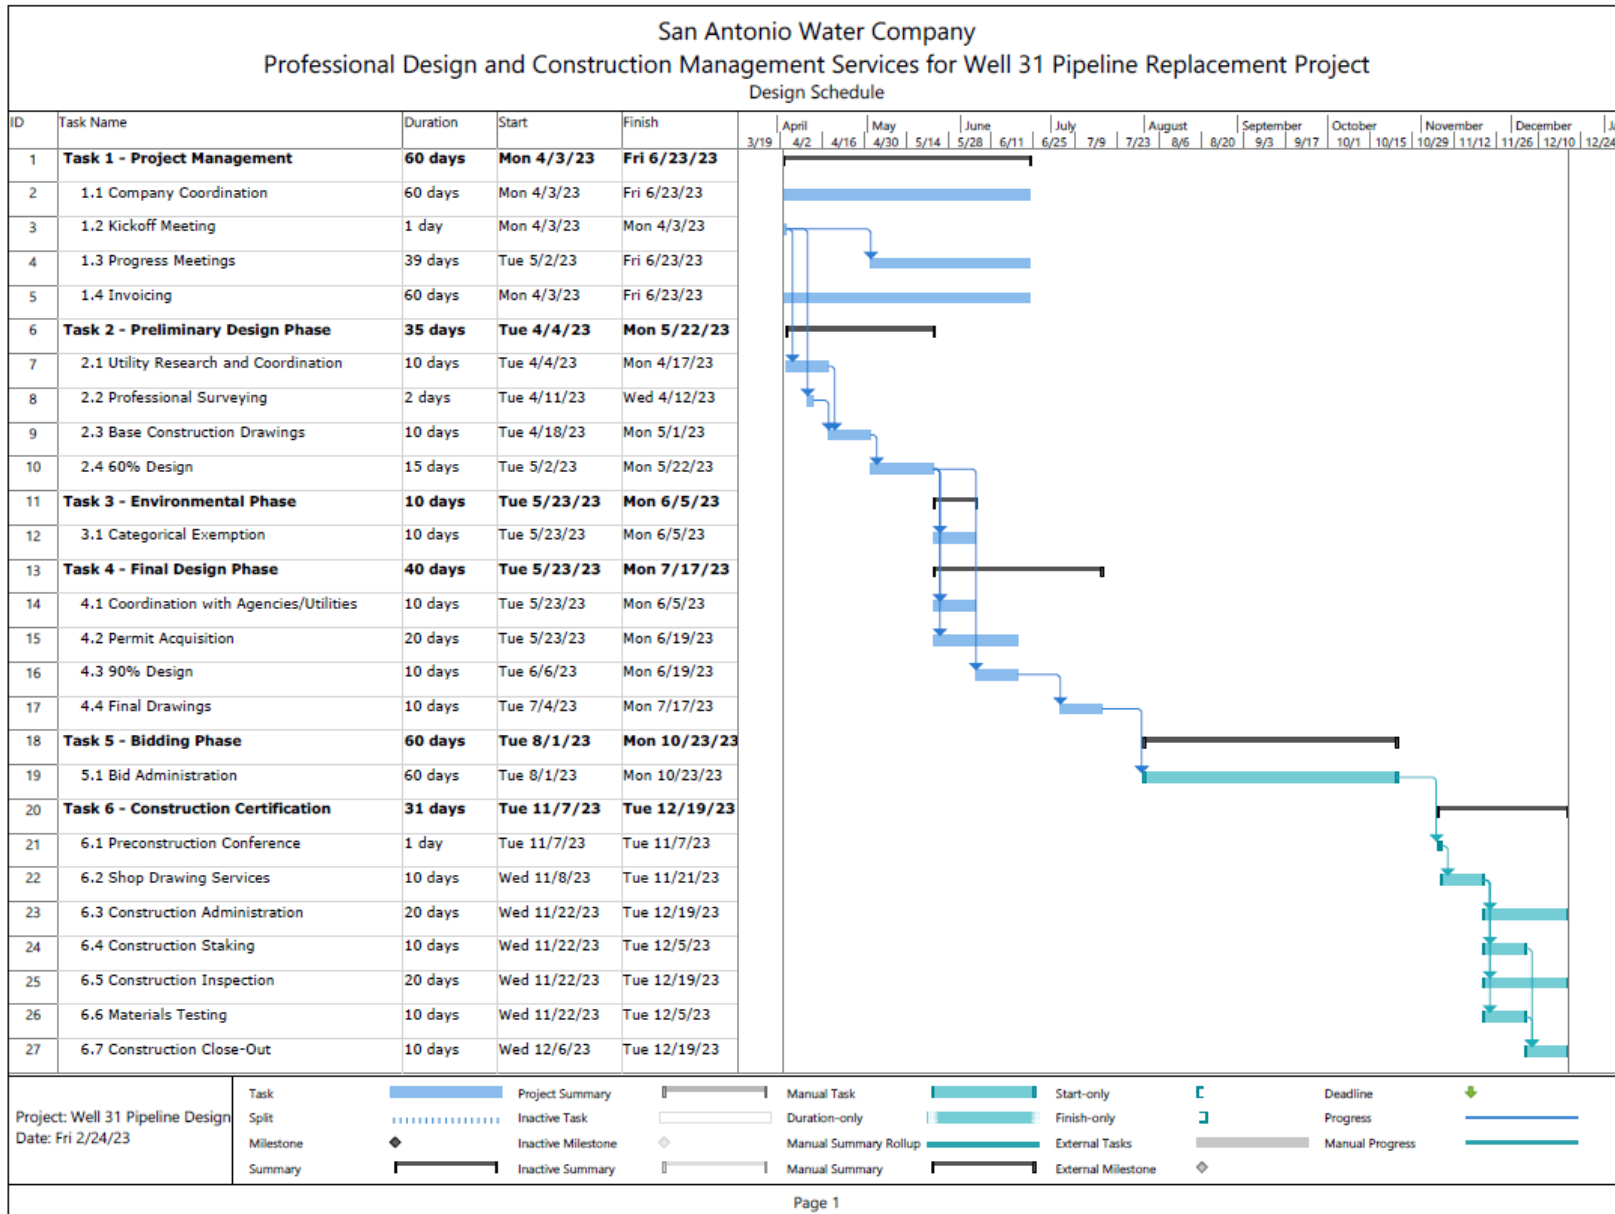 San Antonio Water Company
Professional Design and Construction Management Services for Well 31 Pipeline Replacement Project
Design Schedule
ID Task Name Duration Start Finish
April May June July August September October November December
3/19 4/2 4/16 4/30 5/14 5/28 6/11 6/25 7/9 7/23 8/6 8/20 9/3 9/17 10/1 10/15 10/29 11/12 11/26 12/10 12/24
1 Task 1 - Project Management 60 days Mon 4/3/23 Fri 6/23/23
2 1.1 Company Coordination 60 days Mon 4/3/23 Fri 6/23/23
3 1.2 Kickoff Meeting 1 day Mon 4/3/23 Mon 4/3/23
4 1.3 Progress Meetings 39 days Tue 5/2/23 Fri 6/23/23
5 1.4 Invoicing 60 days Mon 4/3/23 Fri 6/23/23
6 Task 2 - Preliminary Design Phase 35 days Tue 4/4/23 Mon 5/22/23
7 2.1 Utility Research and Coordination 10 days Tue 4/4/23 Mon 4/17/23
8 2.2 Professional Surveying 2 days Tue 4/11/23 Wed 4/12/23
9 2.3 Base Construction Drawings 10 days Tue 4/18/23 Mon 5/1/23
10 2.4 60% Design 15 days Tue 5/2/23 Mon 5/22/23
11 Task 3 - Environmental Phase 10 days Tue 5/23/23 Mon 6/5/23
12 3.1 Categorical Exemption 10 days Tue 5/23/23 Mon 6/5/23
13 Task 4 - Final Design Phase 40 days Tue 5/23/23 Mon 7/17/23
14 4.1 Coordination with Agencies/Utilities 10 days Tue 5/23/23 Mon 6/5/23
15 4.2 Permit Acquisition 20 days Tue 5/23/23 Mon 6/19/23
16 4.3 90% Design 10 days Tue 6/6/23 Mon 6/19/23
17 4.4 Final Drawings 10 days Tue 7/4/23 Mon 7/17/23
18 Task 5 - Bidding Phase 60 days Tue 8/1/23 Mon 10/23/23
19 5.1 Bid Administration 60 days Tue 8/1/23 Mon 10/23/23
20 Task 6 - Construction Certification 31 days Tue 11/7/23 Tue 12/19/23
21 6.1 Preconstruction Conference 1 day Tue 11/7/23 Tue 11/7/23
22 6.2 Shop Drawing Services 10 days Wed 11/8/23 Tue 11/21/23
23 6.3 Construction Administration 20 days Wed 11/22/23 Tue 12/19/23
24 6.4 Construction Staking 10 days Wed 11/22/23 Tue 12/5/23
25 6.5 Construction Inspection 20 days Wed 11/22/23 Tue 12/19/23
26 6.6 Materials Testing 10 days Wed 11/22/23 Tue 12/5/23
27 6.7 Construction Close-Out 10 days Wed 12/6/23 Tue 12/19/23
Project: Well 31 Pipeline Design
Date: Fri 2/24/23
Task Project Summary Manual Task Start-only Deadline
Split Inactive Task Duration-only Finish-only Progress
Milestone Inactive Milestone Manual Summary Rollup External Tasks Manual Progress
Summary Inactive Summary Manual Summary External Milestone
Page 1